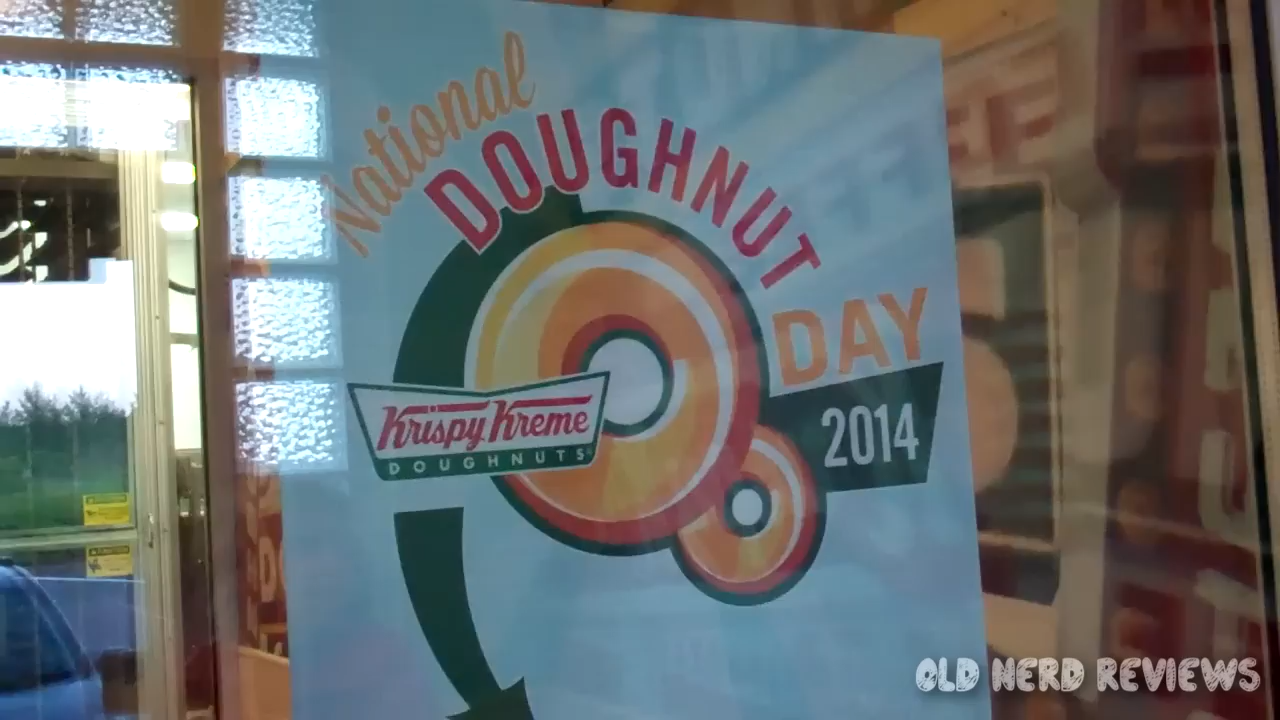 National
DOUGHNUT
DAY
2014
Krispy Kreme
DOUGHNUTS
OLD NERD REVIEWS